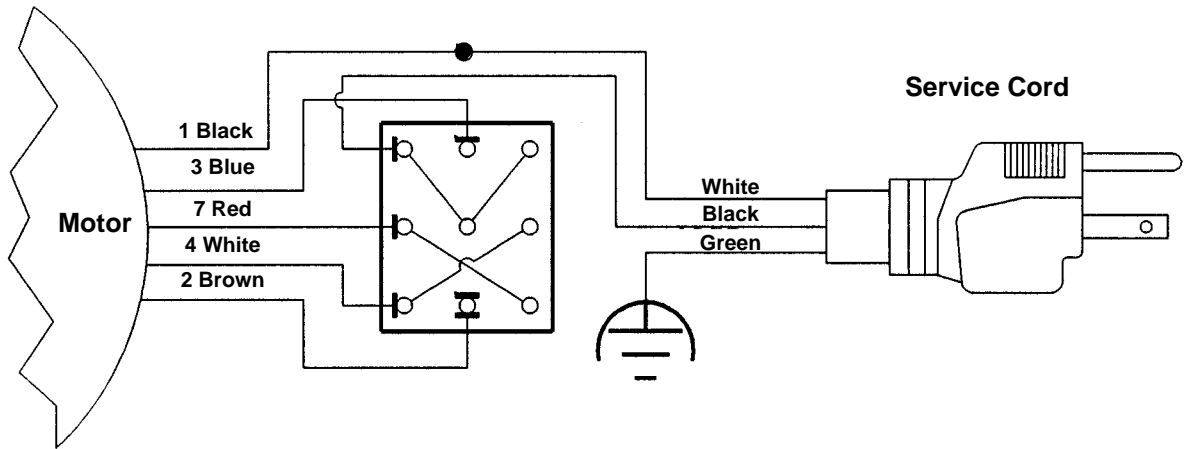 Service Cord
1 Black
3 Blue
7 Red
4 White
2 Brown
Motor
White
Black
Green